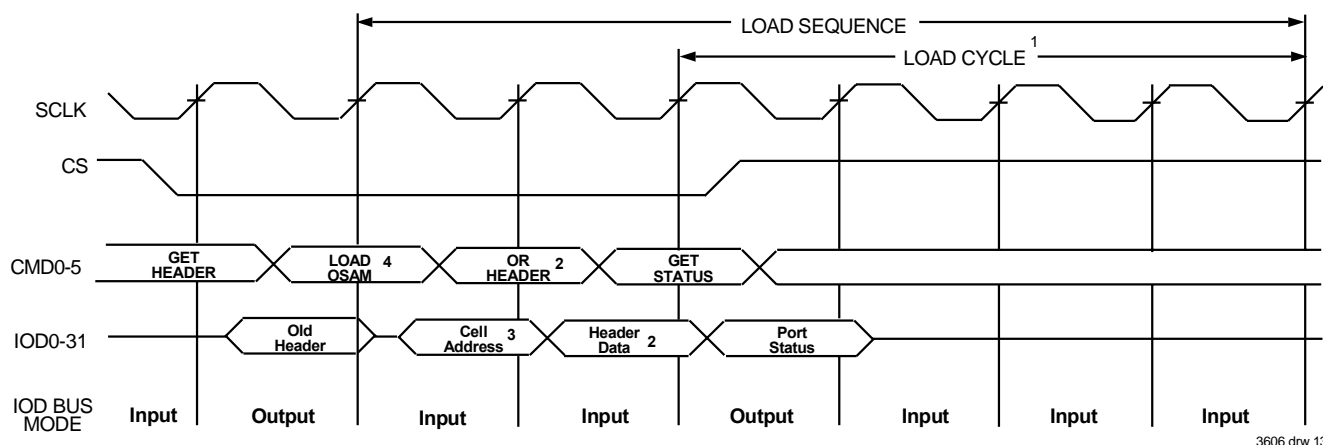 LOAD SEQUENCE
LOAD CYCLE 1
SCLK
CS
CMD0-5
GET HEADER
LOAD OSAM 4
OR HEADER 2
GET STATUS
IOD0-31
Old Header
Cell Address 3
Header Data 2
Port Status
IOD BUS MODE
Input Output Input Input Output Input Input Input
3606 drw 13